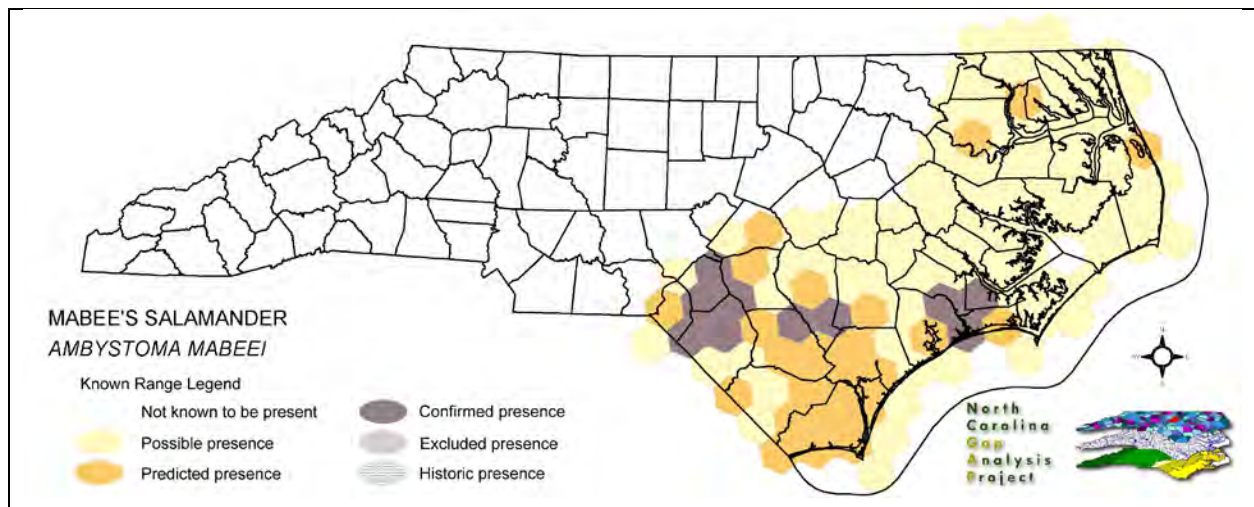 MABEE'S SALAMANDER
AMBYSTOMA MABEEI
Known Range Legend
Not known to be present
Possible presence
Predicted presence
Confirmed presence
Excluded presence
Historic presence
North
Carolina
Gap
Analysis
Project